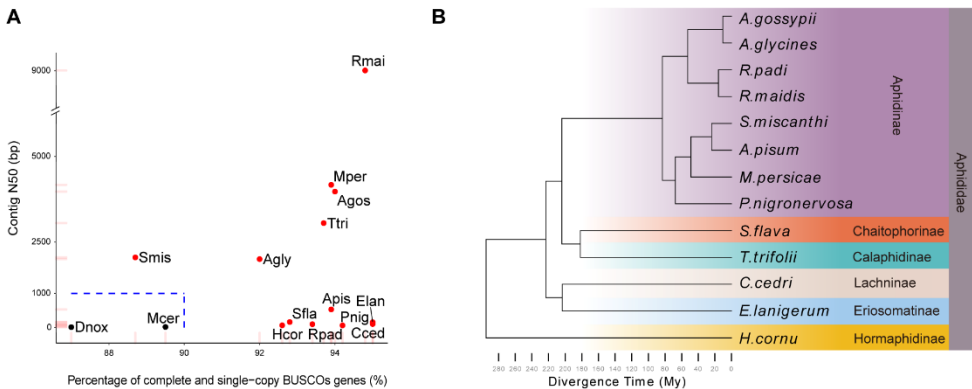 A
Contig N50 (bp)
9000
5000
2500
1000
0
Rmai
Mper
Agos
Ttri
Smis
Agly
Apis
Elan
Sfla
Pnig
Dnox
Mcer
Hcor
Rpad
Cced
88
90
92
94
Percentage of complete and single-copy BUSCOs genes (%)
B
A.gossypii
A.glycines
R.padi
R.maidis
S.miscanthi
A.pisum
M.persicae
P.nigronervosa
S.flava
T.trifolii
C.cedri
E.lanigerum
H.cornu
Aphidinae
Chaitophorinae
Calaphidinae
Lachninae
Eriosomatinae
Hormaphidinae
Aphididae
280 260 240 220 200 180 160 140 120 100 80 60 40 20 0
Divergence Time (My)